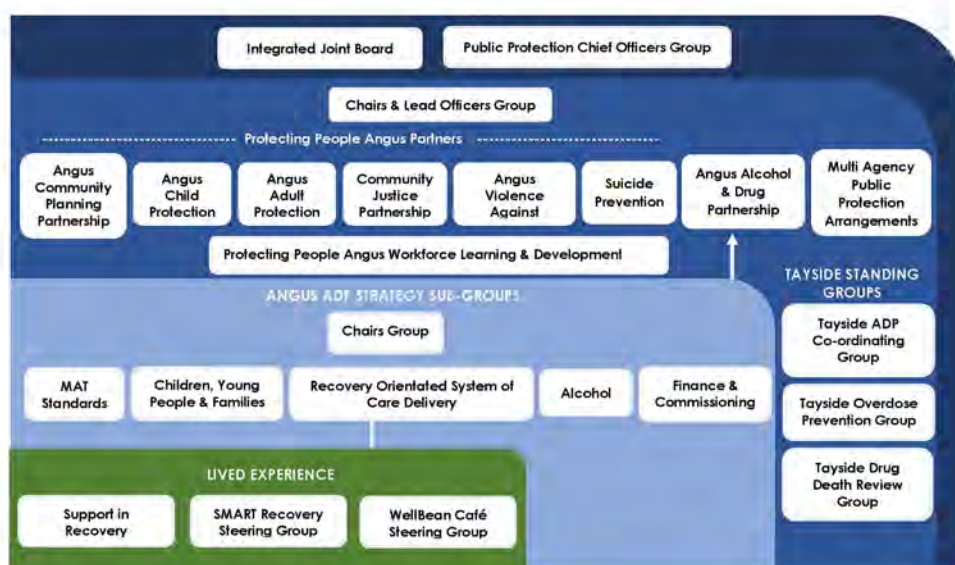 Integrated Joint Board
Public Protection Chief Officers Group
Chairs & Lead Officers Group
Protecting People Angus Partners
Angus
Community
Planning
Partnership
Angus
Child
Protection
Angus
Adult
Protection
Community
Justice
Partnership
Angus
Violence
Against
Suicide
Prevention
Angus Alcohol
& Drug
Partnership
Multi Agency
Public
Protection
Arrangements
Protecting People Angus Workforce Learning & Development
ANGUS ADP STRATEGY SUB-GROUPS
Chairs Group
MAT
Standards
Children, Young
People & Families
Recovery Orientated System of
Care Delivery
Alcohol
Finance &
Commissioning
TAYSIDE STANDING
GROUPS
Tayside ADP
Co-ordinating
Group
Tayside Overdose
Prevention Group
Tayside Drug
Death Review
Group
LIVED EXPERIENCE
Support in
Recovery
SMART Recovery
Steering Group
WellBean Café
Steering Group